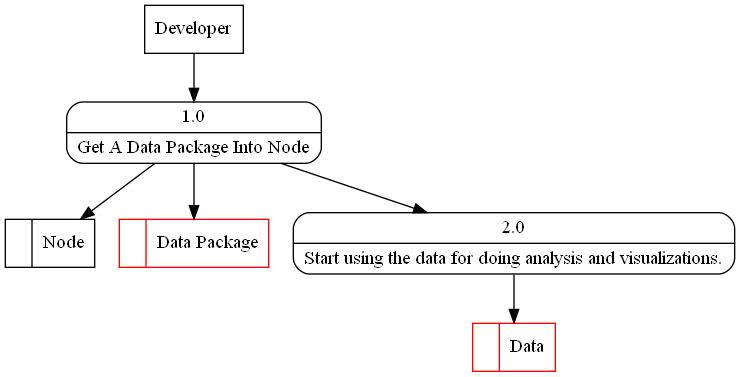 Developer
1.0
Get A Data Package Into Node
Node
Data Package
2.0
Start using the data for doing analysis and visualizations.
Data